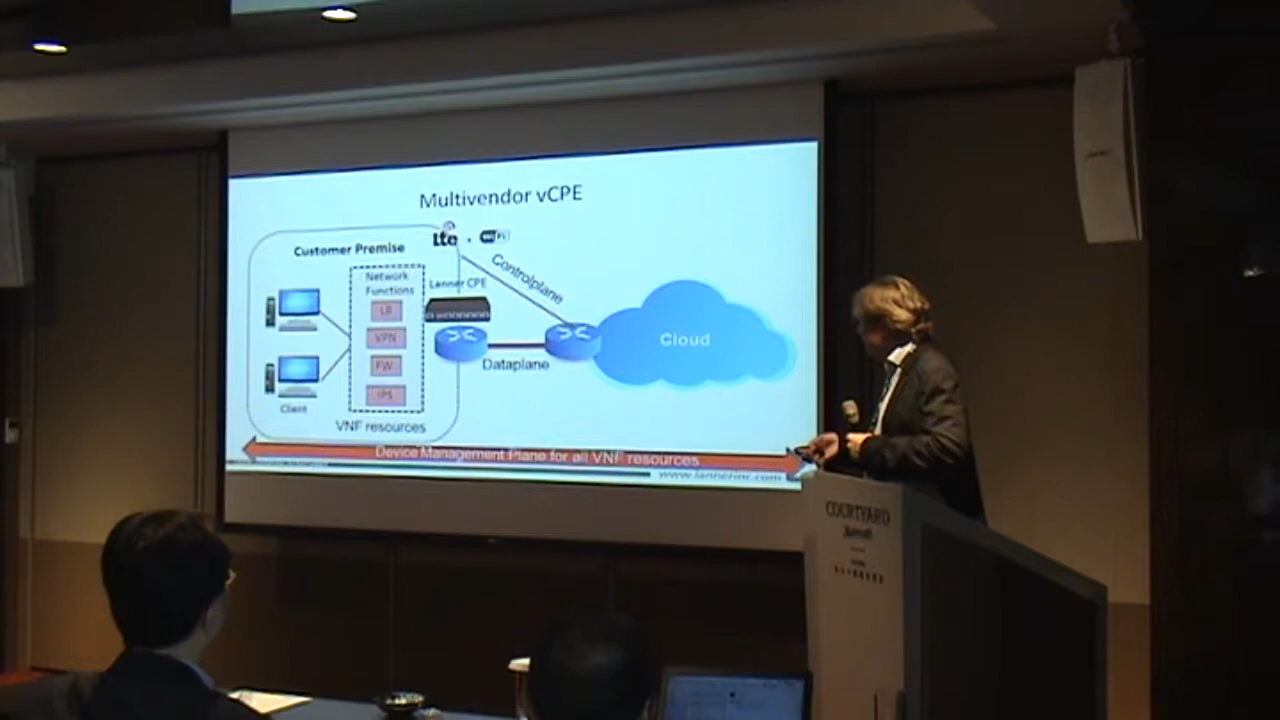 Multivendor vCPE
Lte
Customer Premise
Controlplane
Network
Functions
Lanner CPE
LB
VPN
FW
IPS
Cloud
Dataplane
Client
VNF resources
Device Management Plane for all VNF resources
www.lannerinc.com
COURTYARD
Marriott